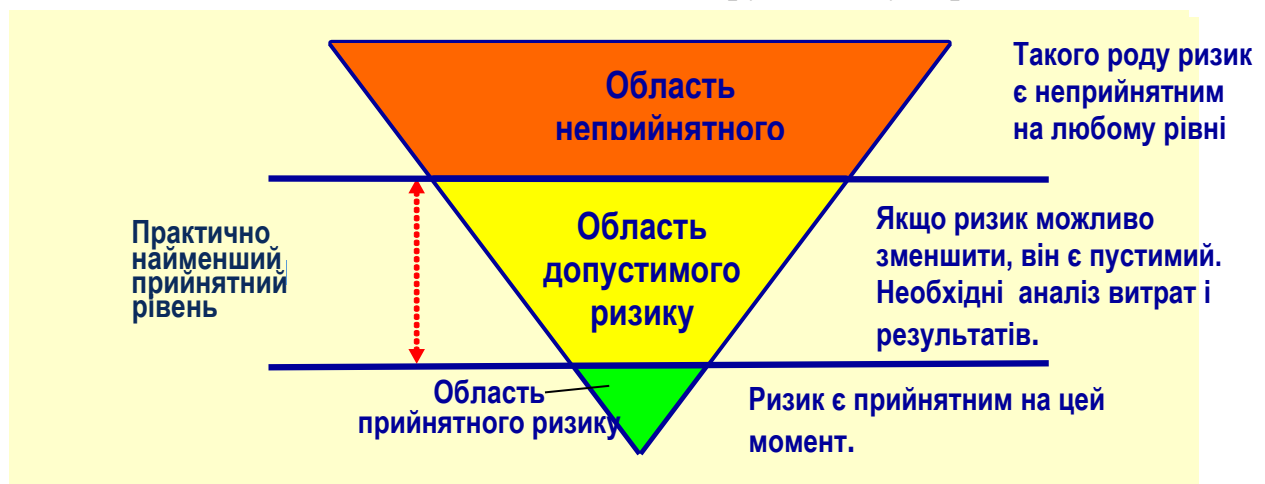 Область
неприйнятного
Такого роду ризик
є неприйнятним
на любому рівні
Практично
найменший
прийнятний
рівень
Область
допустимого
ризику
Якщо ризик можливо
зменшити, він є пустимий.
Необхідні аналіз витрат і
результатів.
Область
прийнятного ризику
Ризик є прийнятним на цей
момент.